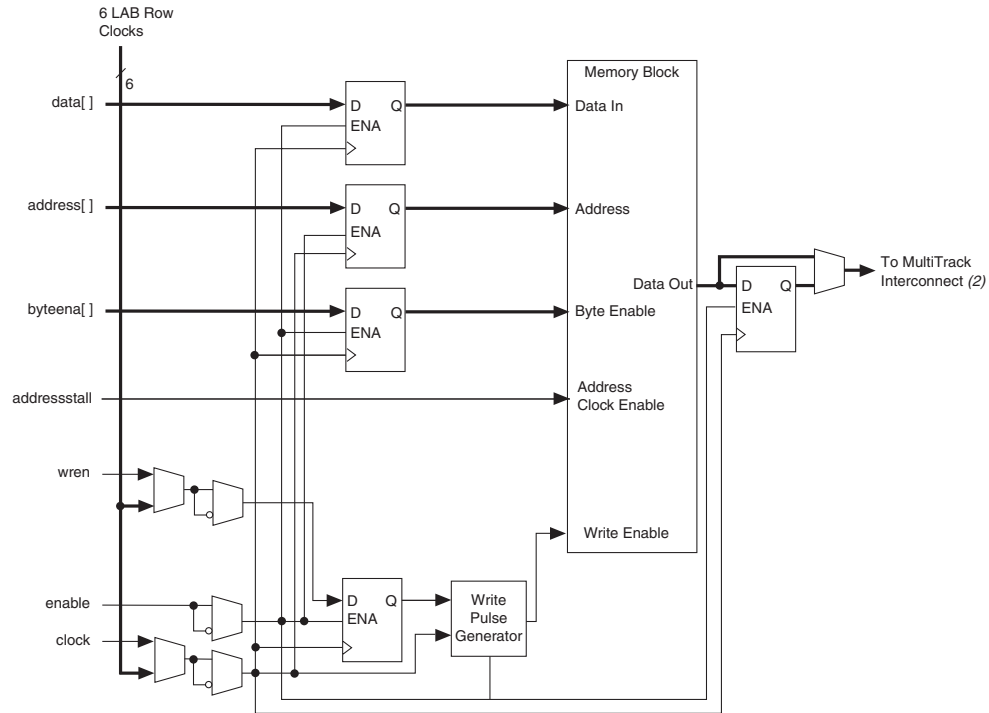 6 LAB Row
Clocks
6
Memory Block
data[ ]
D Q
ENA
Data In
address[ ]
D Q
ENA
Address
To MultiTrack
Interconnect (2)
Data Out
D Q
ENA
byteena[ ]
D Q
ENA
Byte Enable
addressstall
Address
Clock Enable
wren
Write Enable
enable
D Q
ENA
Write
Pulse
Generator
clock